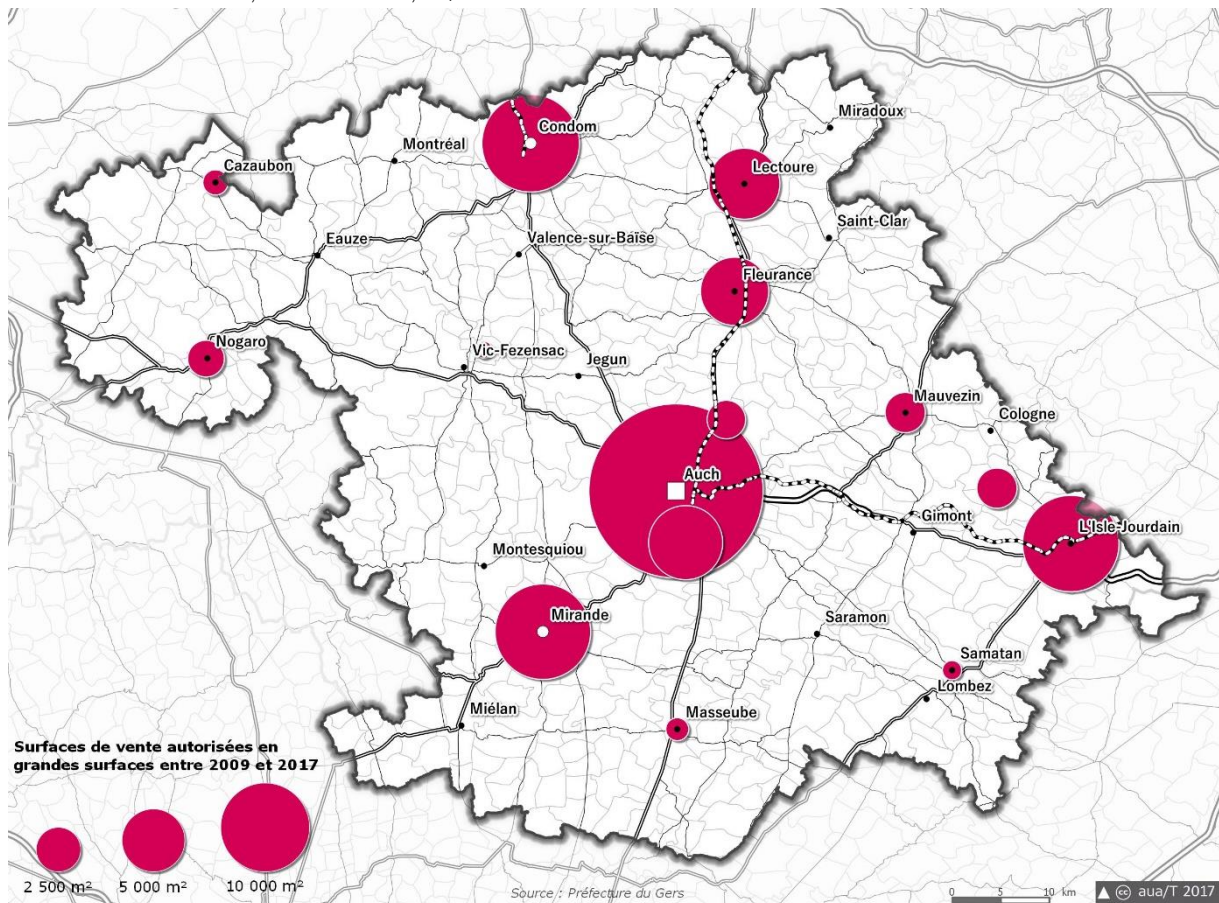 Condom
Miradoux
Montréal
Cazaubon
Lectoure
Saint-Clar
Eauze
Valence-sur-Baïse
Fleurance
Nogaro
Vic-Fezensac
Jegun
Mauvezin
Cologne
Auch
Gimont
L'Isle-Jourdain
Montesquiou
Mirande
Saramon
Samatan
Lombez
Miélan
Masseube
Surfaces de vente autorisées en
grandes surfaces entre 2009 et 2017
2 500 m²
5 000 m²
10 000 m²
Source : Préfecture du Gers
0 5 10 km
cc aua/T 2017